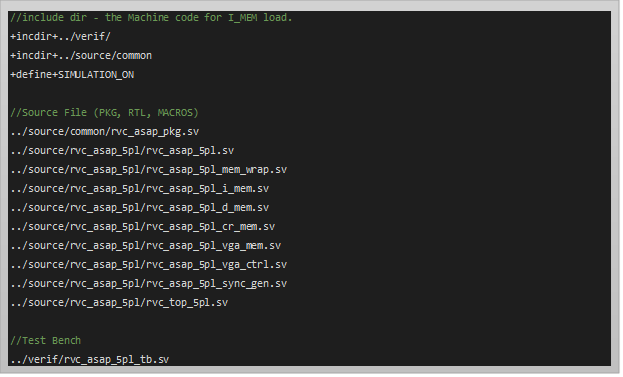 //include dir - the Machine code for I_MEM load.
+incdir+../verif/
+incdir+../source/common
+define+SIMULATION_ON
//Source File (PKG, RTL, MACROS)
../source/common/rvc_asap_pkg.sv
../source/rvc_asap_5pl/rvc_asap_5pl.sv
../source/rvc_asap_5pl/rvc_asap_5pl_mem_wrap.sv
../source/rvc_asap_5pl/rvc_asap_5pl_i_mem.sv
../source/rvc_asap_5pl/rvc_asap_5pl_d_mem.sv
../source/rvc_asap_5pl/rvc_asap_5pl_cr_mem.sv
../source/rvc_asap_5pl/rvc_asap_5pl_vga_mem.sv
../source/rvc_asap_5pl/rvc_asap_5pl_vga_ctrl.sv
../source/rvc_asap_5pl/rvc_asap_5pl_sync_gen.sv
../source/rvc_asap_5pl/rvc_top_5pl.sv
//Test Bench
../verif/rvc_asap_5pl_tb.sv